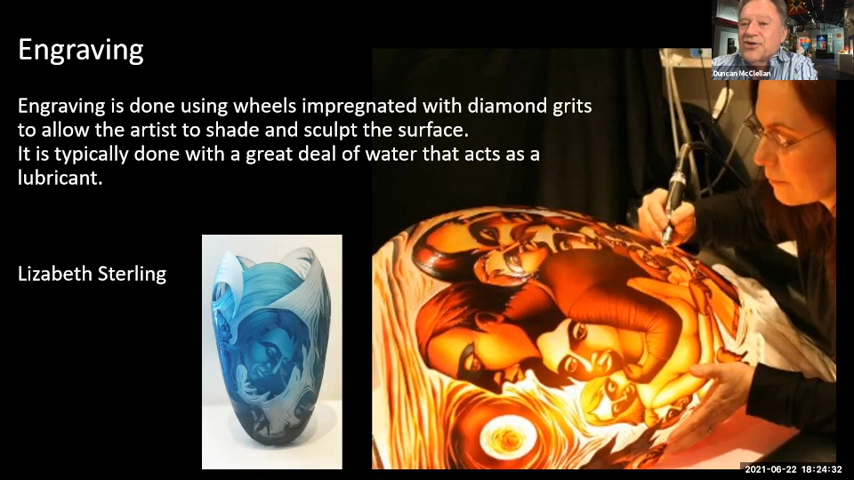 Engraving
Duncan McClellan
Engraving is done using wheels impregnated with diamond grits
to allow the artist to shade and sculpt the surface.
It is typically done with a great deal of water that acts as a
lubricant.
Lizabeth Sterling
2021-06-22 18:24:32